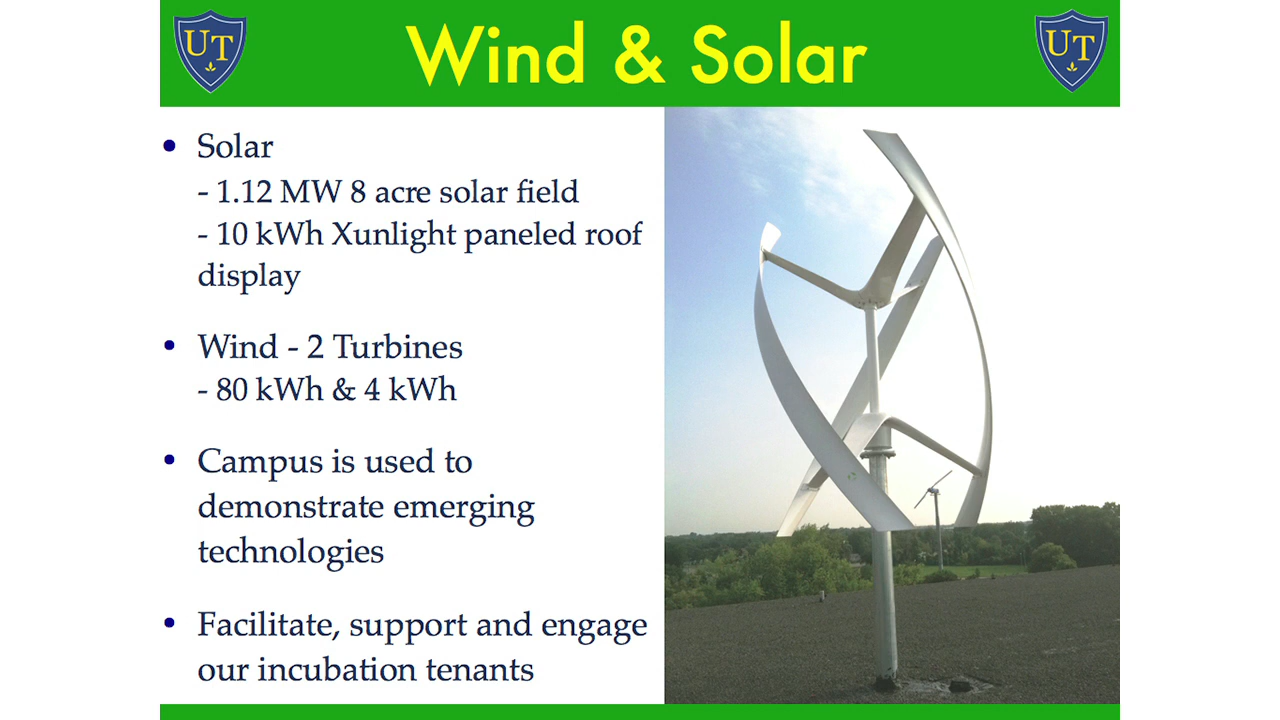 UT
Wind & Solar
UT
• Solar
- 1.12 MW 8 acre solar field
- 10 kWh Xunlight paneled roof
display
• Wind - 2 Turbines
- 80 kWh & 4 kWh
• Campus is used to
demonstrate emerging
technologies
• Facilitate, support and engage
our incubation tenants